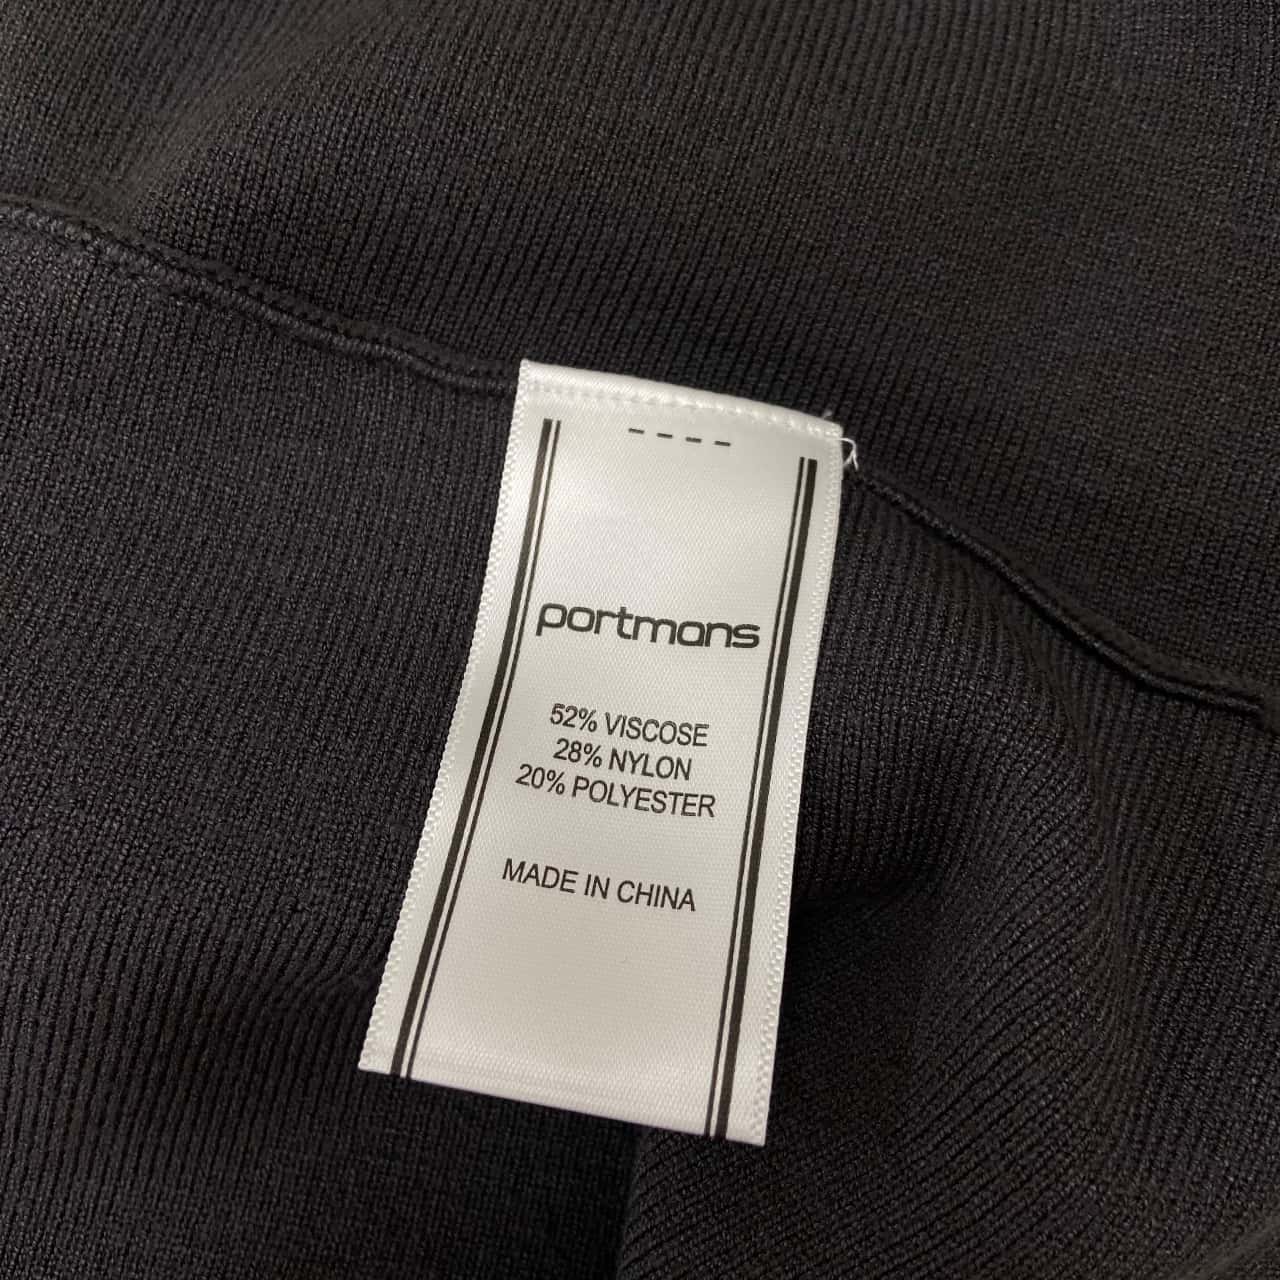 portmans
52% VISCOSE
28% NYLON
20% POLYESTER
MADE IN CHINA